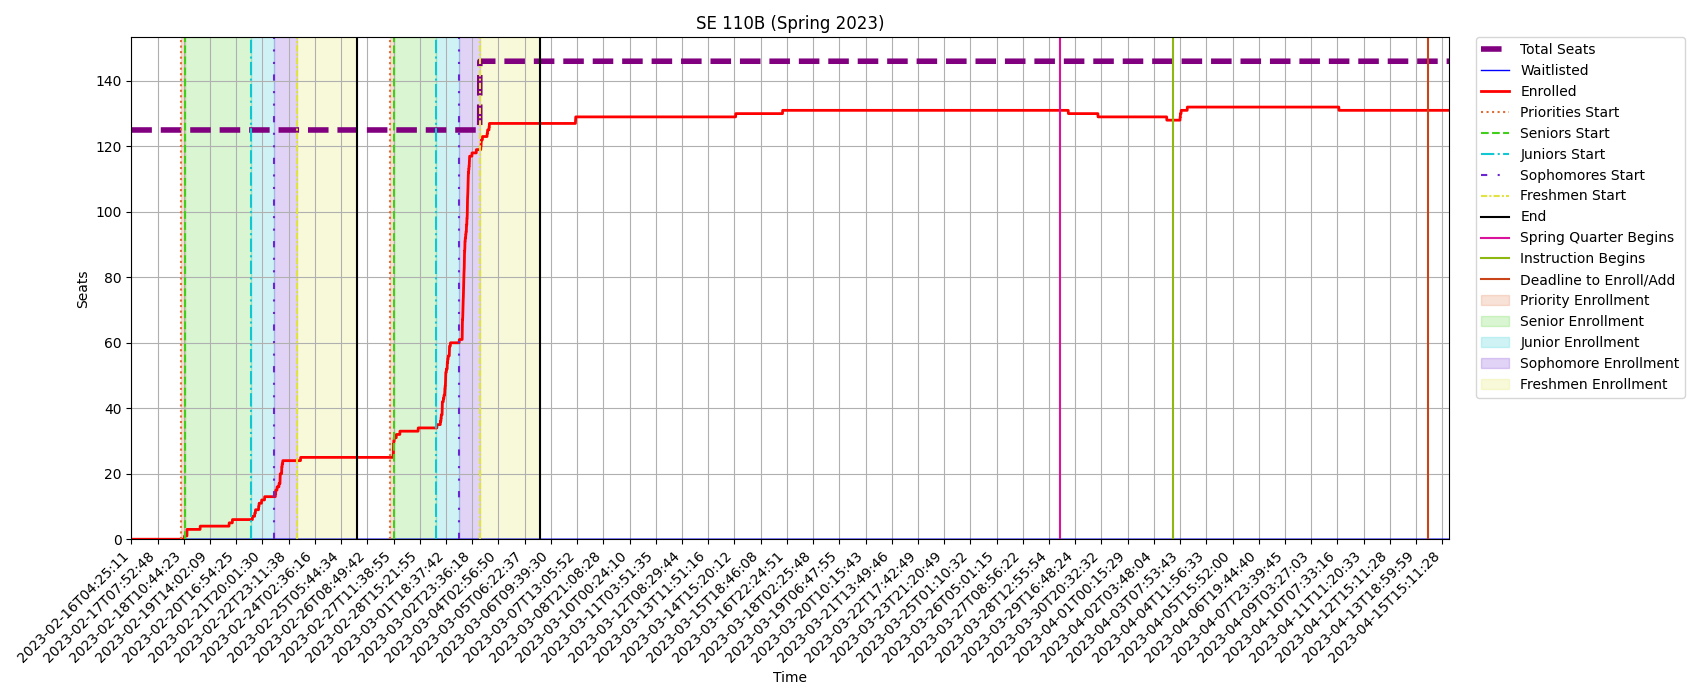 SE 110B (Spring 2023)
Seats
140
120
100
80
60
40
20
0
2023-02-16T04:25:11
2023-02-17T07:52:48
2023-02-18T10:44:23
2023-02-19T14:02:09
2023-02-20T16:54:25
2023-02-21T20:01:30
2023-02-22T23:11:38
2023-02-24T02:36:16
2023-02-25T05:44:34
2023-02-26T08:49:42
2023-02-27T11:38:55
2023-02-28T15:21:55
2023-03-01T18:37:42
2023-03-02T23:36:18
2023-03-04T02:56:50
2023-03-05T06:22:37
2023-03-06T09:39:30
2023-03-07T13:05:52
2023-03-08T21:08:28
2023-03-10T00:24:10
2023-03-11T03:51:35
2023-03-12T08:29:44
2023-03-13T11:51:16
2023-03-14T15:20:12
2023-03-15T18:46:08
2023-03-16T22:24:51
2023-03-18T02:25:48
2023-03-19T06:47:55
2023-03-20T10:15:43
2023-03-21T13:49:46
2023-03-22T17:42:49
2023-03-23T21:20:49
2023-03-25T01:10:32
2023-03-26T05:01:15
2023-03-27T08:56:22
2023-03-28T12:55:54
2023-03-29T16:48:24
2023-03-30T20:32:32
2023-04-01T00:15:29
2023-04-02T03:48:04
2023-04-03T07:53:43
2023-04-04T11:56:33
2023-04-05T15:52:00
2023-04-06T19:44:40
2023-04-07T23:39:45
2023-04-09T03:27:03
2023-04-10T07:33:16
2023-04-11T11:20:33
2023-04-12T15:11:28
2023-04-13T18:59:59
2023-04-15T15:11:28
Time
Total Seats
Waitlisted
Enrolled
Priorities Start
Seniors Start
Juniors Start
Sophomores Start
Freshmen Start
End
Spring Quarter Begins
Instruction Begins
Deadline to Enroll/Add
Priority Enrollment
Senior Enrollment
Junior Enrollment
Sophomore Enrollment
Freshmen Enrollment